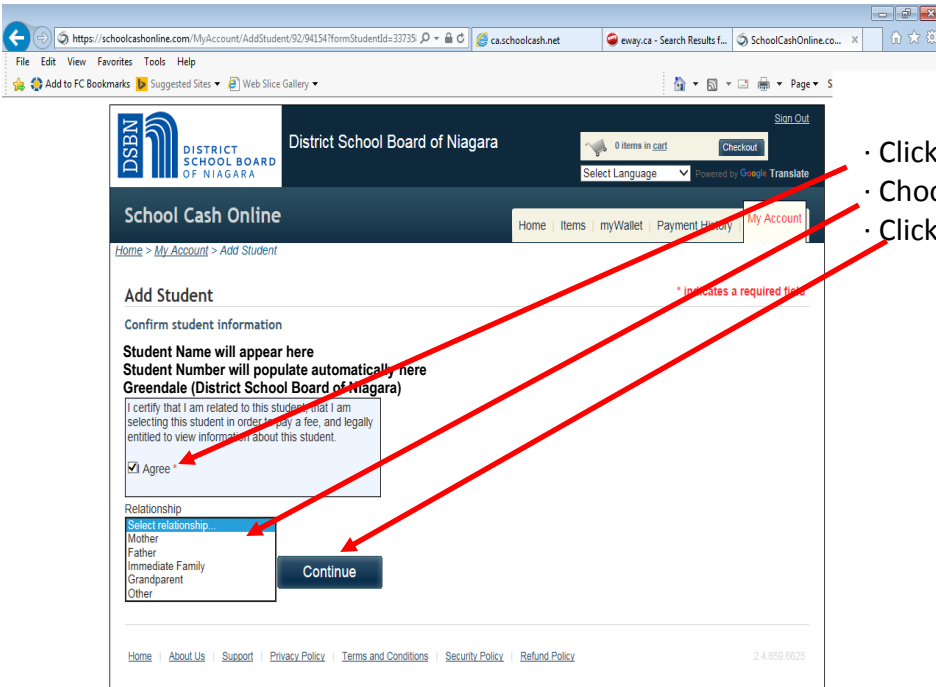 https://schoolcashonline.com/MyAccount/AddStudent/92/94154?formStudentId=33735
ca.schoolcash.net
eway.ca - Search Results f...
SchoolCashOnline.co...
File Edit View Favorites Tools Help
Add to FC Bookmarks Suggested Sites Web Slice Gallery Page S
DSBN
DISTRICT
SCHOOL BOARD
OF NIAGARA
District School Board of Niagara
Sign Out
0 items in cart Checkout
Select Language Powered by Google Translate
School Cash Online
Home Items myWallet Payment History My Account
Home > My Account > Add Student
Add Student
* indicates a required field
Confirm student information
Student Name will appear here
Student Number will populate automatically here
Greendale (District School Board of Niagara)
I certify that I am related to this student, that I am
selecting this student in order to pay a fee, and legally
entitled to view information about this student.
Agree *
Relationship
Select relationship...
Mother
Father
Immediate Family
Grandparent
Other
Continue
Home | About Us | Support | Privacy Policy | Terms and Conditions | Security Policy | Refund Policy
2.4.659.6625
· Click
· Choo
· Click